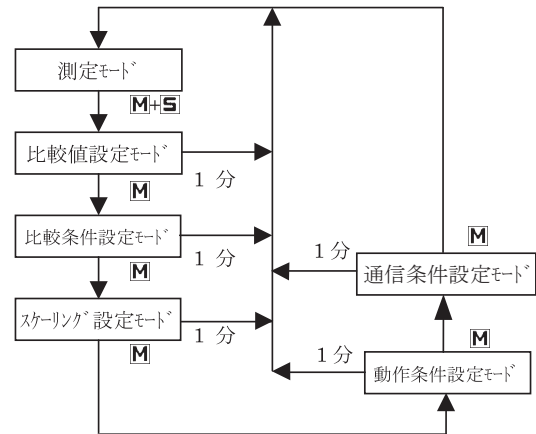 測定モード
M+S
比較値設定モード
1 分
M
比較条件設定モード
1 分
M
スケーリング設定モード
1 分
M
M
1 分
通信条件設定モード
M
1 分
動作条件設定モード